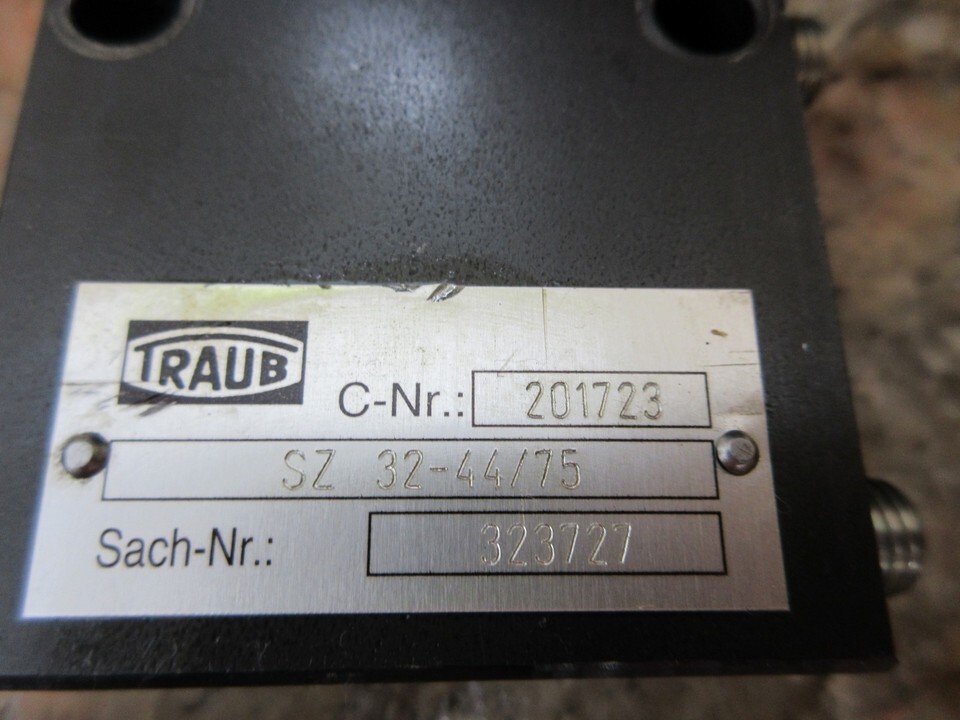 TRAUB
C-Nr.: 201723
SZ 32-44/75
Sach-Nr.: 323727